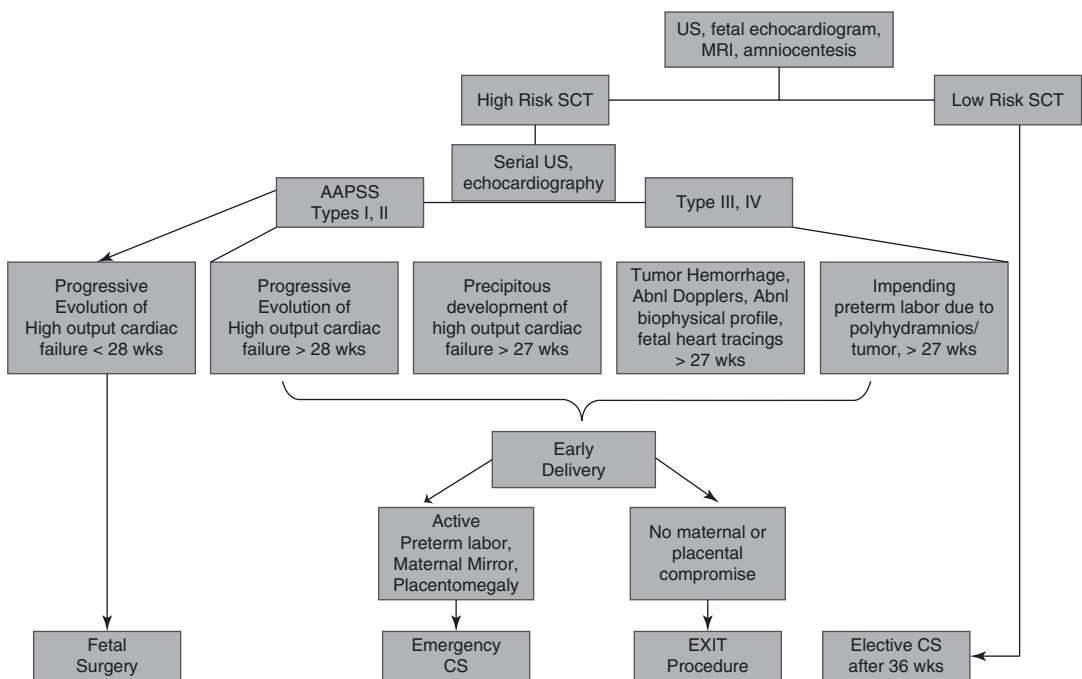 US, fetal echocardiogram,
MRI, amniocentesis
High Risk SCT
Low Risk SCT
Serial US,
echocardiography
AAPSS
Types I, II
Type III, IV
Progressive
Evolution of
High output cardiac
failure < 28 wks
Progressive
Evolution of
High output cardiac
failure > 28 wks
Precipitous
development of
high output cardiac
failure > 27 wks
Tumor Hemorrhage,
Abnl Dopplers, Abnl
biophysical profile,
fetal heart tracings
> 27 wks
Impending
preterm labor due to
polyhydramnios/
tumor, > 27 wks
Early
Delivery
Active
Preterm labor,
Maternal Mirror,
Placentomegaly
No maternal or
placental
compromise
Fetal
Surgery
Emergency
CS
EXIT
Procedure
Elective CS
after 36 wks